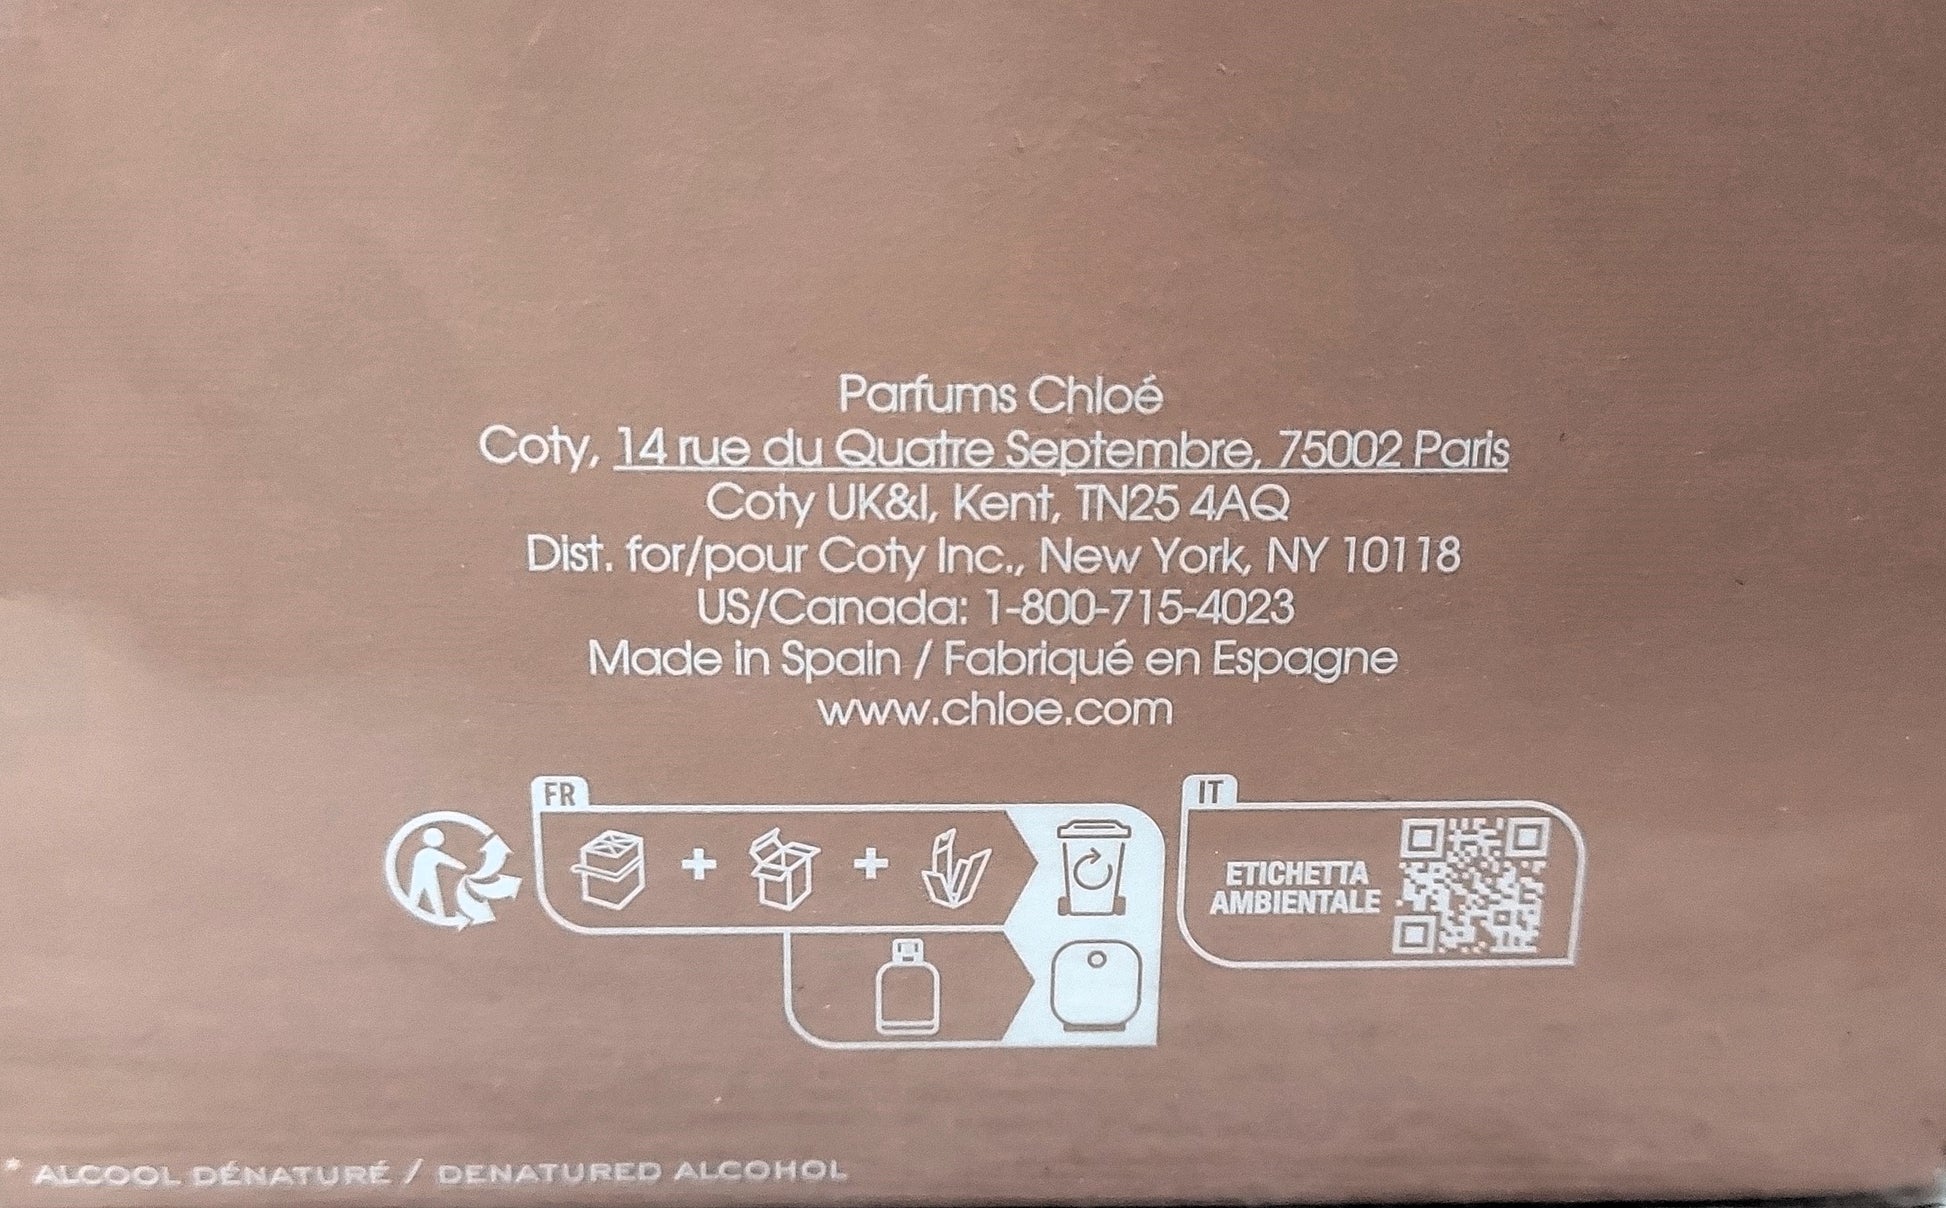 Parfums Chloé
Coty, 14 rue du Quatre Septembre, 75002 Paris
Coty UK&I, Kent, TN25 4AQ
Dist. for/pour Coty Inc., New York, NY 10118
US/Canada: 1-800-715-4023
Made in Spain / Fabriqué en Espagne
www.chloe.com
FR
IT
ETICHETTA
AMBIENTALE
* ALCOOL DÉNATURÉ / DENATURED ALCOHOL